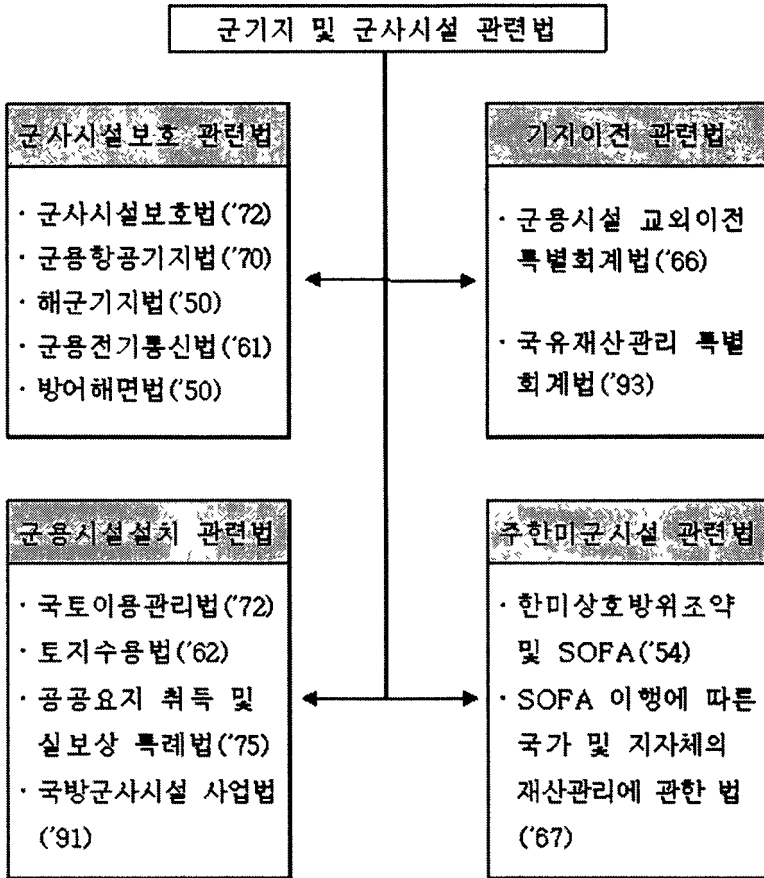 군기지 및 군사시설 관련법
군사시설보호 관련법
· 군사시설보호법('72)
· 군용항공기지법('70)
· 해군기지법('50)
· 군용전기통신법('61)
· 방어해면법('50)
기지이전 관련법
· 군용시설 교외이전
특별회계법('66)
· 국유재산관리 특별
회계법('93)
군용시설설치 관련법
· 국토이용관리법('72)
· 토지수용법('62)
· 공공요지 취득 및
실보상 특례법('75)
· 국방군사시설 사업법
('91)
주한미군시설 관련법
· 한미상호방위조약
및 SOFA('54)
· SOFA 이행에 따른
국가 및 지자체의
재산관리에 관한 법
('67)